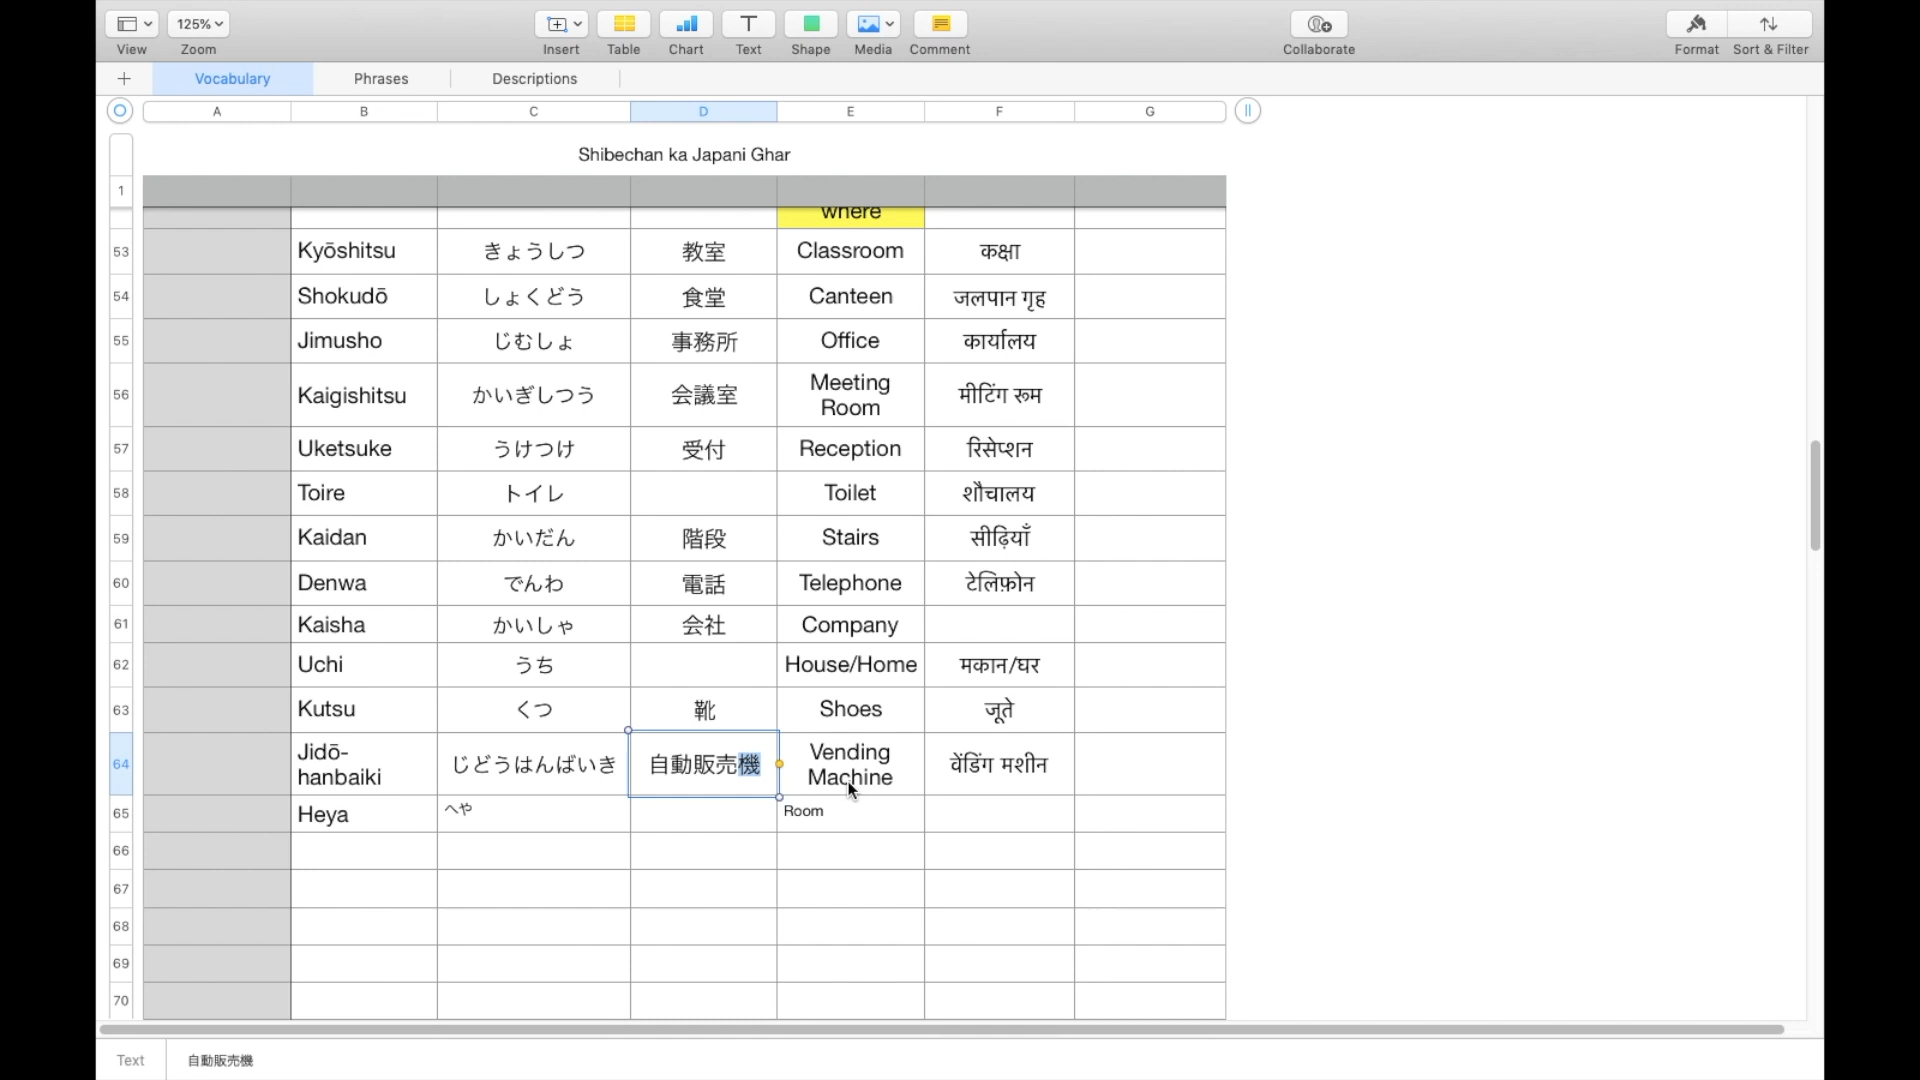 125%
View
Zoom
Insert
Table
Chart
Text
Shape
Media
Comment
Collaborate
Format
Sort & Filter
Vocabulary
Phrases
Descriptions
A B C D E F G
Shibechan ka Japani Ghar
1
where
53 Kyōshitsu きょうしつ 教室 Classroom कक्षा
54 Shokudō しょくどう 食堂 Canteen जलपान गृह
55 Jimusho じむしょ 事務所 Office कार्यालय
56 Kaigishitsu かいぎしつう 会議室 Meeting Room मीटिंग रूम
57 Uketsuke うけつけ 受付 Reception रिसेप्शन
58 Toire トイレ Toilet शौचालय
59 Kaidan かいだん 階段 Stairs सीढ़ियाँ
60 Denwa でんわ 電話 Telephone टेलिफ़ोन
61 Kaisha かいしゃ 会社 Company
62 Uchi うち House/Home मकान/घर
63 Kutsu くつ 靴 Shoes जूते
64 Jidō-hanbaiki じどうはんばいき 自動販売機 Vending Machine वेंडिंग मशीन
65 Heya へや Room
66
67
68
69
70
Text 自動販売機